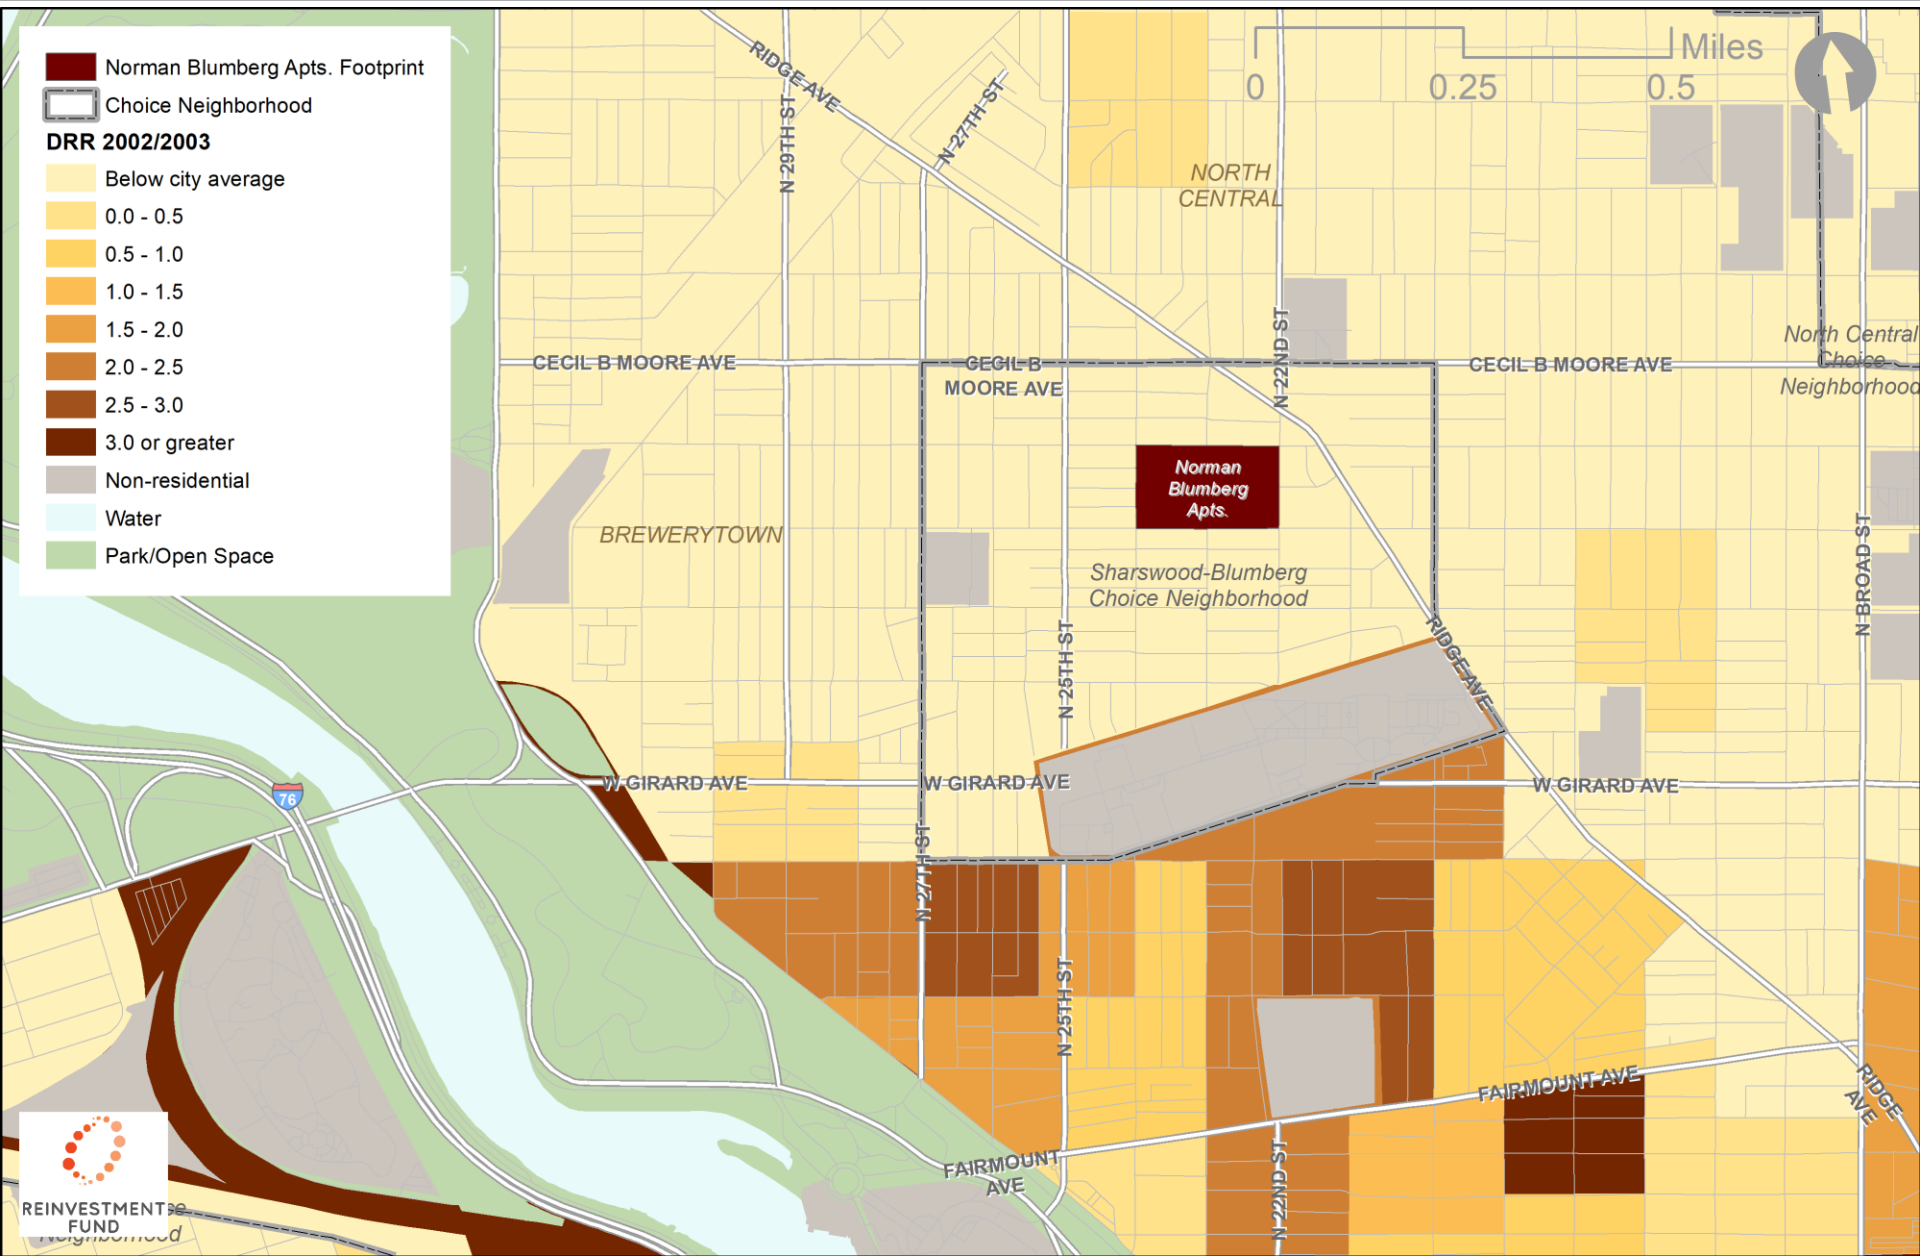 Norman Blumberg Apts. Footprint
Choice Neighborhood
DRR 2002/2003
Below city average
0.0 - 0.5
0.5 - 1.0
1.0 - 1.5
1.5 - 2.0
2.0 - 2.5
2.5 - 3.0
3.0 or greater
Non-residential
Water
Park/Open Space
Miles
0
0.25
0.5
RIDGE AVE
N 29TH ST
N 27TH ST
NORTH
CENTRAL
N 22ND ST
North Central
Choice
Neighborhood
CECIL B MOORE AVE
CECIL B
MOORE AVE
CECIL B MOORE AVE
Norman
Blumberg
Apts.
BREWERYTOWN
Sharswood-Blumberg
Choice Neighborhood
N BROAD ST
N 25TH ST
RIDGE AVE
W GIRARD AVE
W GIRARD AVE
W GIRARD AVE
76
N 27TH ST
N 25TH ST
FAIRMOUNT AVE
RIDGE
AVE
FAIRMOUNT
AVE
N 22ND ST
REINVESTMENT
FUND
Neighborhood